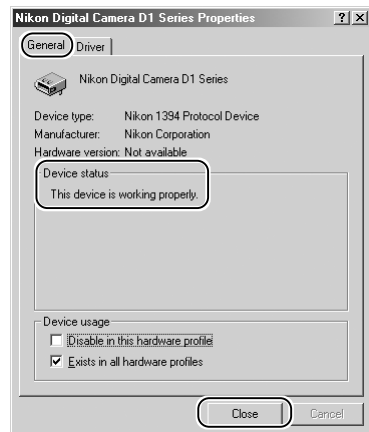 Nikon Digital Camera D1 Series Properties
General Driver
Nikon Digital Camera D1 Series
Device type: Nikon 1394 Protocol Device
Manufacturer: Nikon Corporation
Hardware version: Not available
Device status
This device is working properly.
Device usage
Disable in this hardware profile
Exists in all hardware profiles
Close Cancel